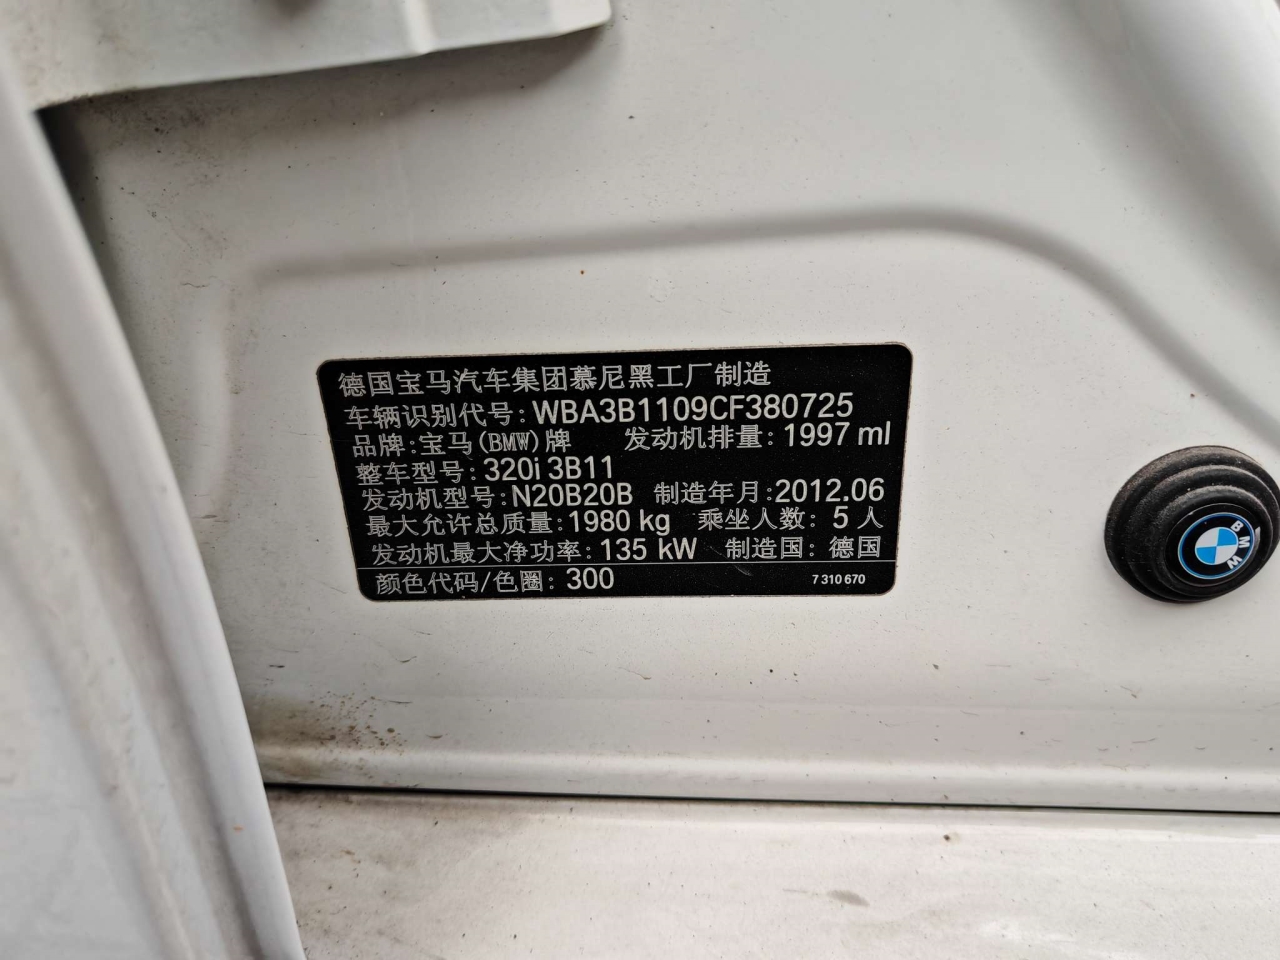 德国宝马汽车集团慕尼黑工厂制造
车辆识别代号: WBA3B1109CF380725
品牌: 宝马(BMW)牌 发动机排量: 1997 ml
整车型号: 320i 3B11
发动机型号: N20B20B 制造年月: 2012.06
最大允许总质量: 1980 kg 乘坐人数: 5 人
发动机最大净功率: 135 kW 制造国: 德国
颜色代码/色圈: 300 7 310 670
BMW